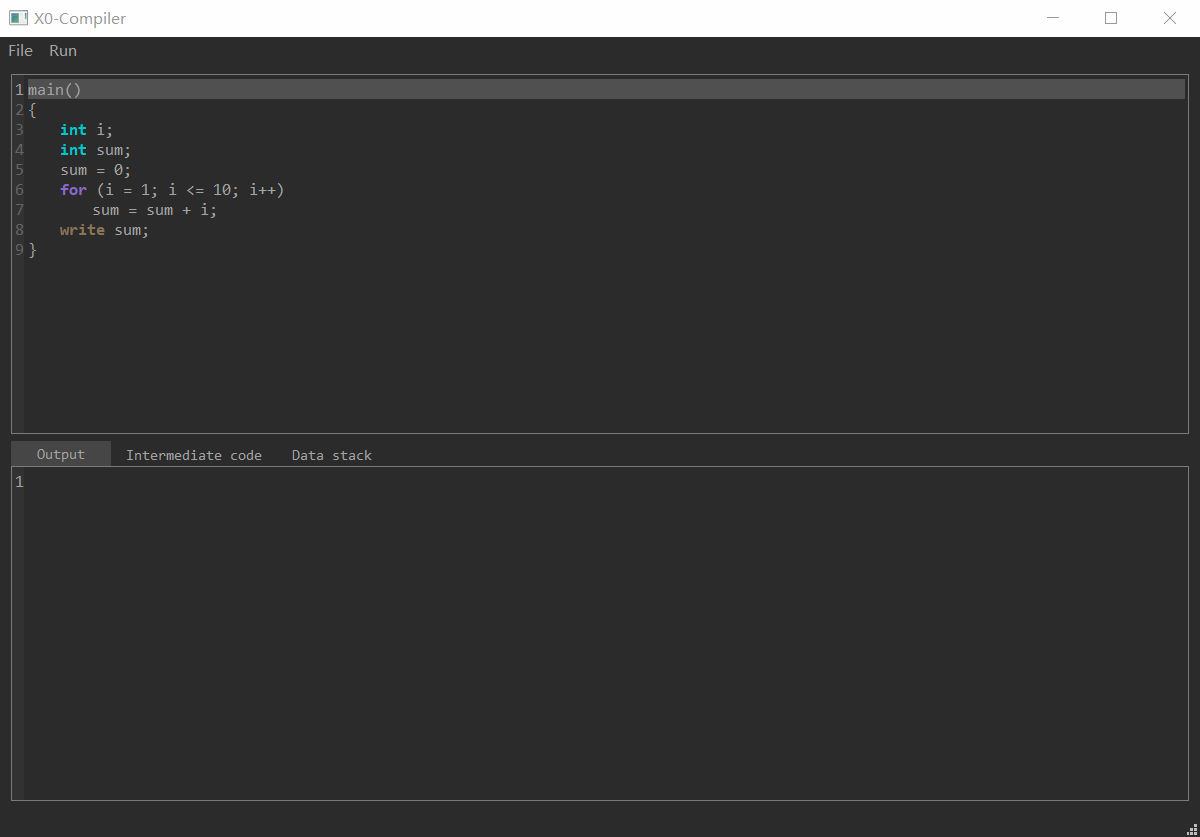 X0-Compiler
File Run
1 main()
2 {
3 int i;
4 int sum;
5 sum = 0;
6 for (i = 1; i <= 10; i++)
7 sum = sum + i;
8 write sum;
9 }
Output Intermediate code Data stack
1